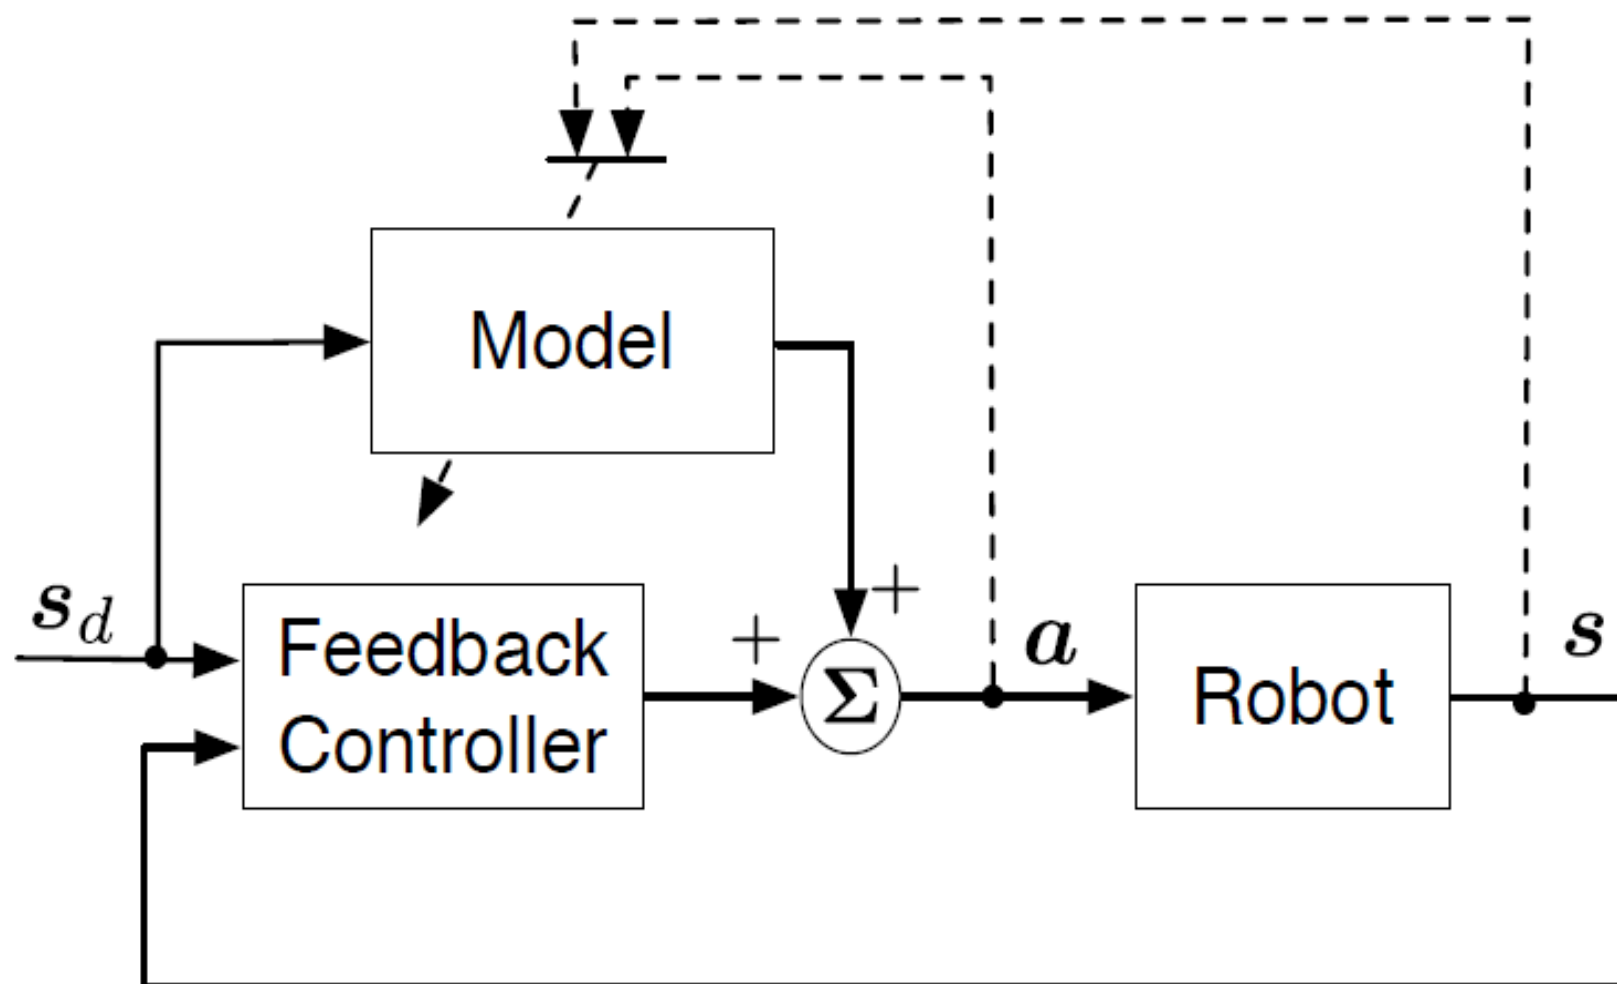 Model
s_d
Feedback
Controller
+
+
Σ
a
Robot
s